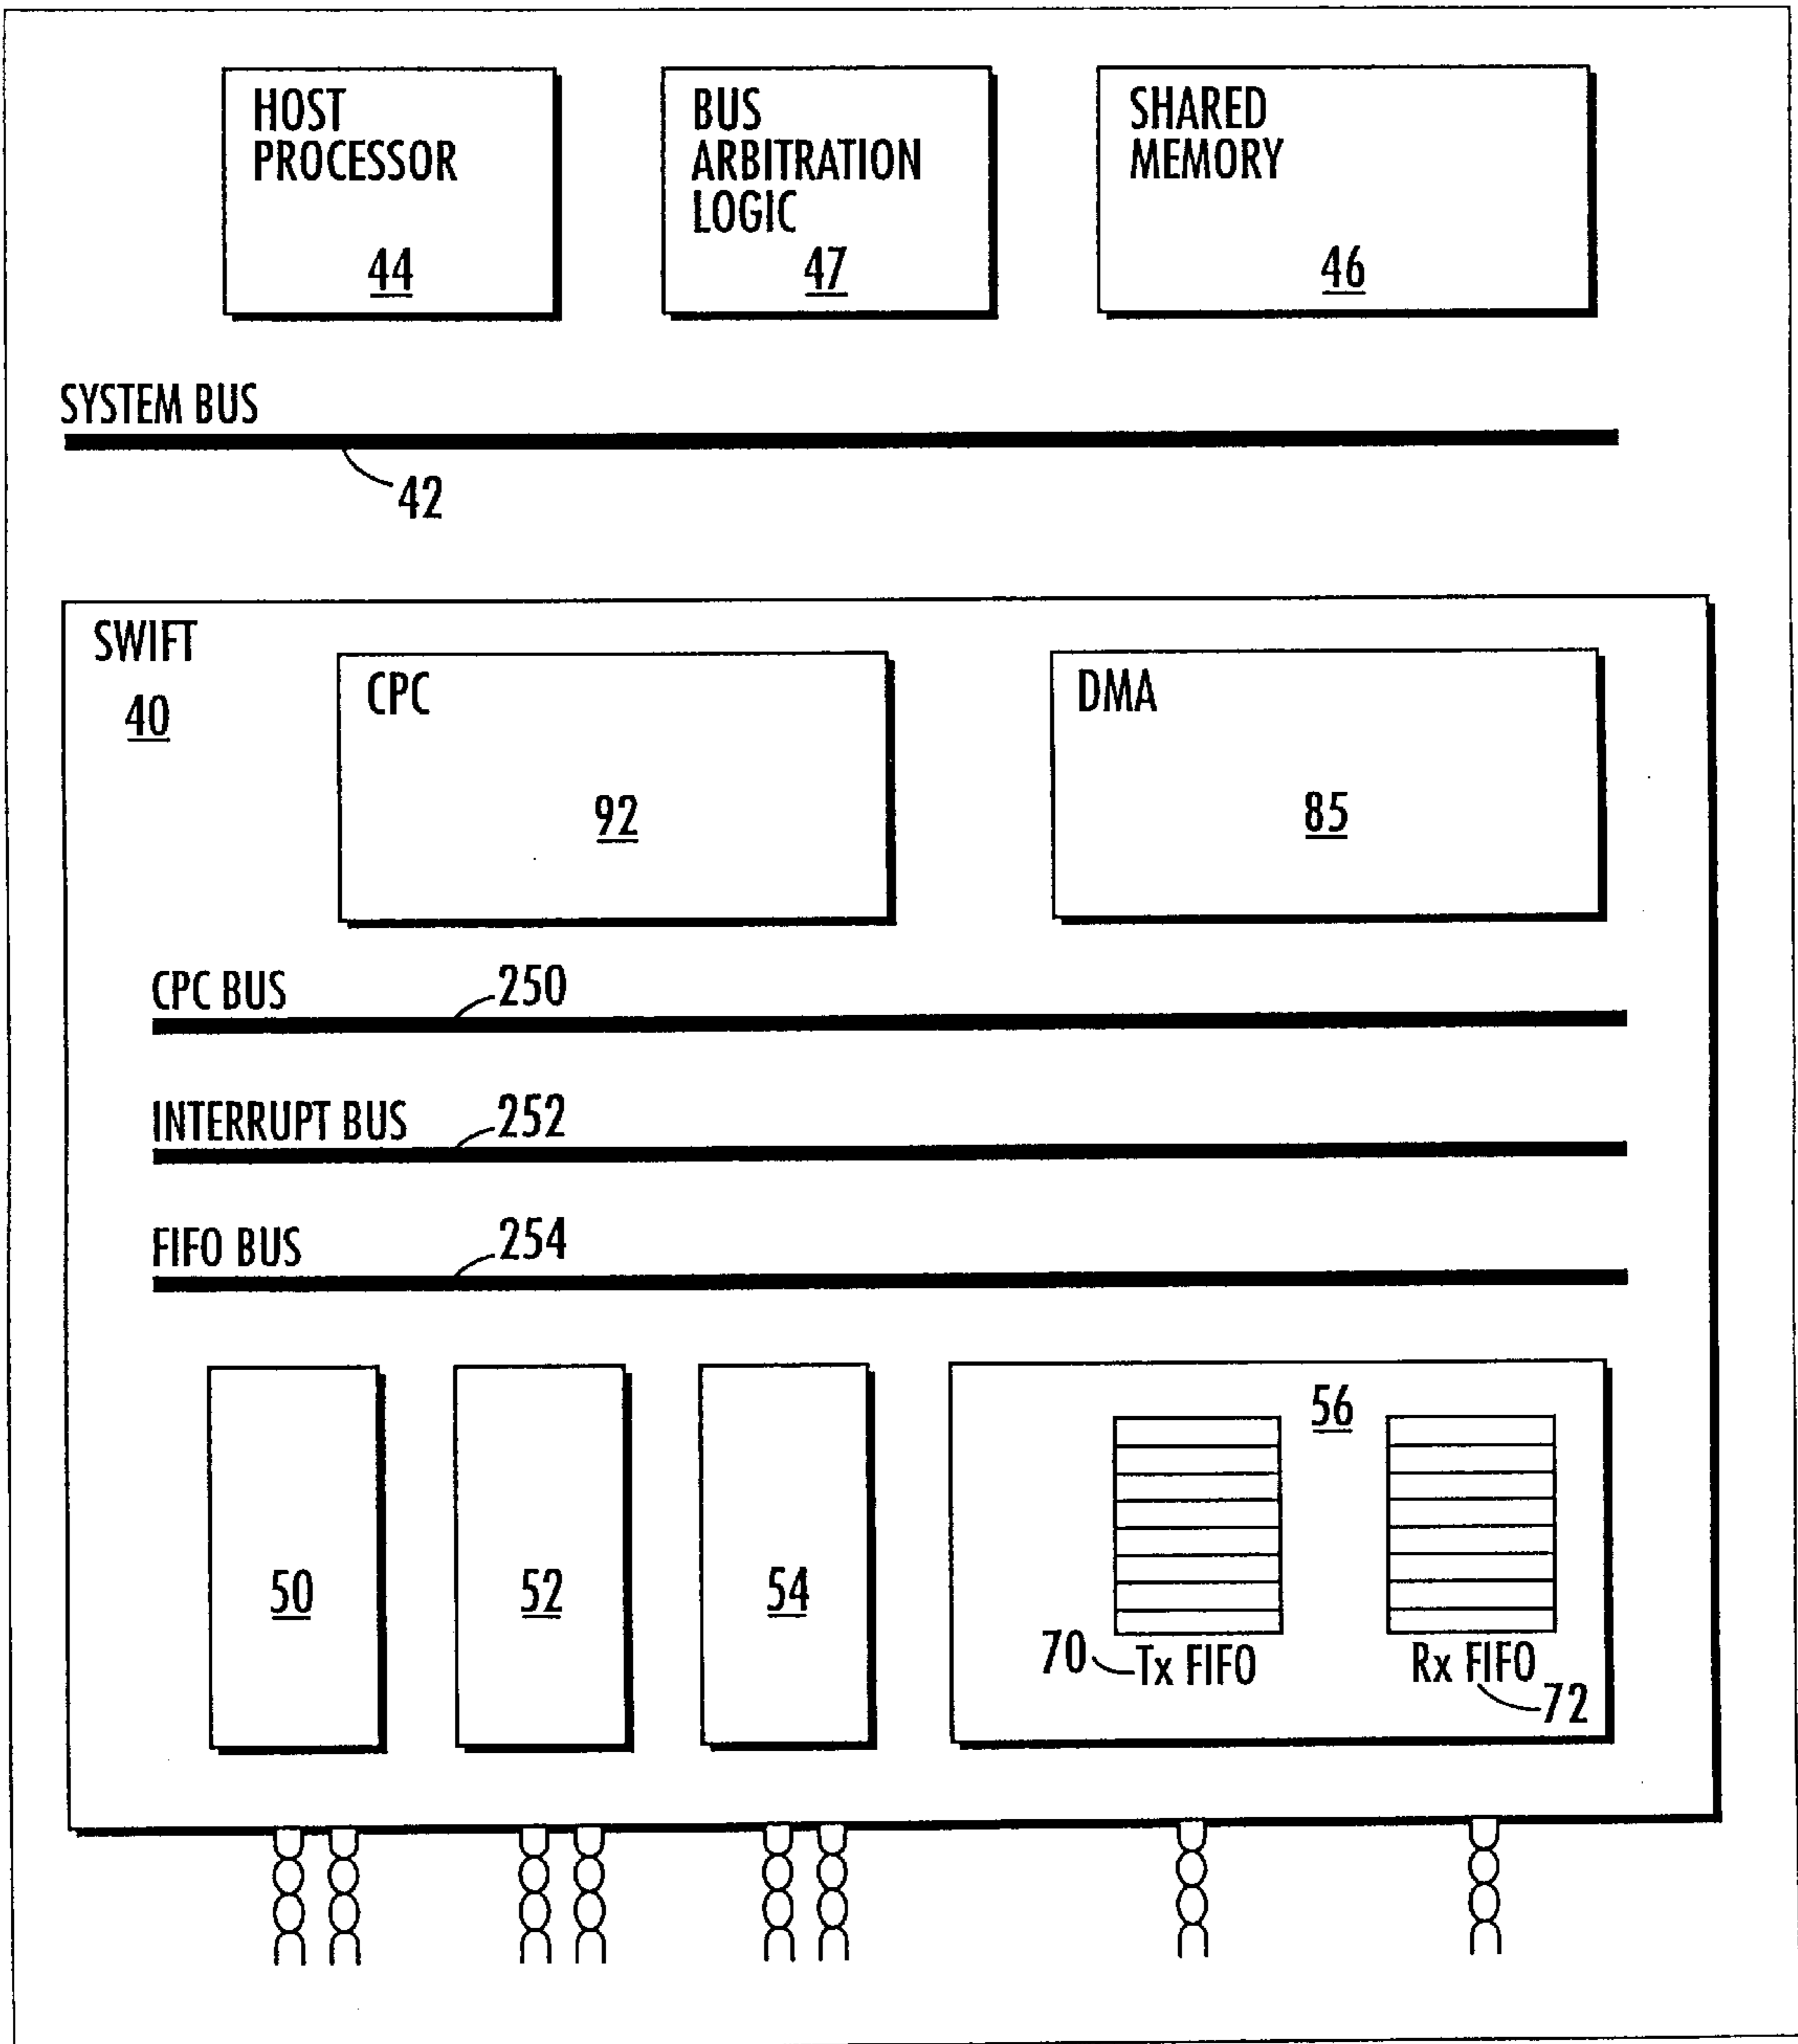 HOST
PROCESSOR
44
BUS
ARBITRATION
LOGIC
47
SHARED
MEMORY
46
SYSTEM BUS
42
SWIFT
40
CPC
92
DMA
85
CPC BUS
250
INTERRUPT BUS
252
FIFO BUS
254
50
52
54
56
70 Tx FIFO
Rx FIFO
72